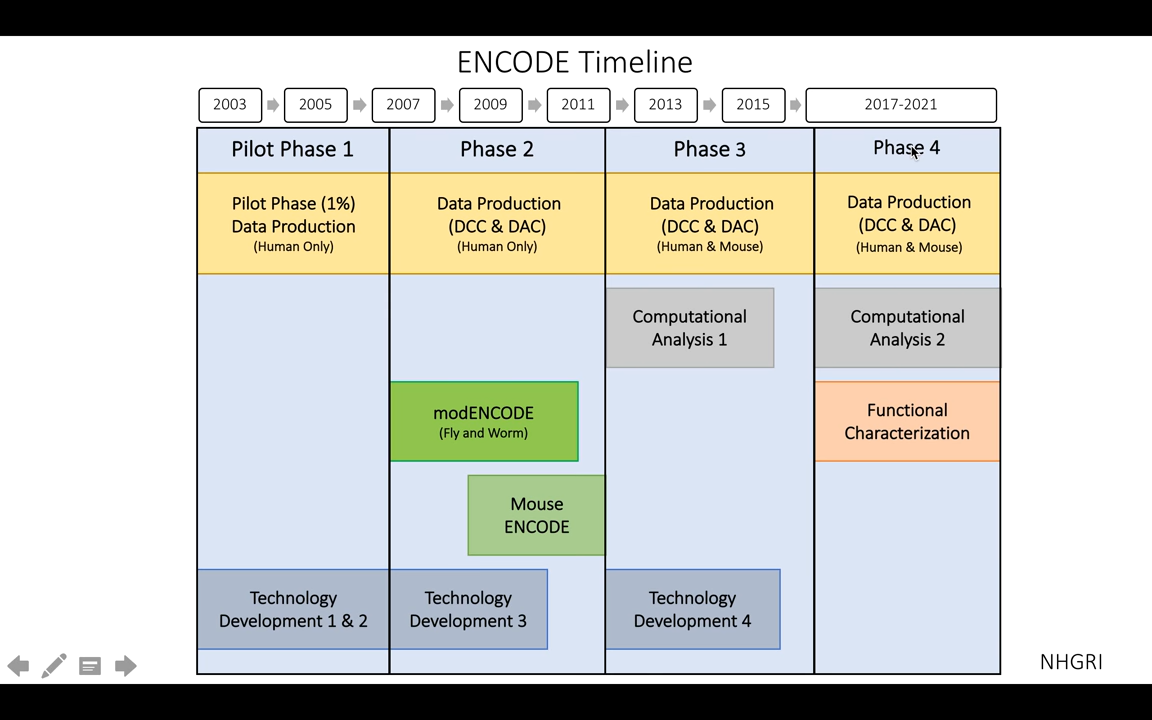 ENCODE Timeline
2003
2005
2007
2009
2011
2013
2015
2017-2021
Pilot Phase 1
Phase 2
Phase 3
Phase 4
Pilot Phase (1%)
Data Production
(Human Only)
Data Production
(DCC & DAC)
(Human Only)
Data Production
(DCC & DAC)
(Human & Mouse)
Data Production
(DCC & DAC)
(Human & Mouse)
Computational
Analysis 1
Computational
Analysis 2
modENCODE
(Fly and Worm)
Functional
Characterization
Mouse
ENCODE
Technology
Development 1 & 2
Technology
Development 3
Technology
Development 4
NHGRI